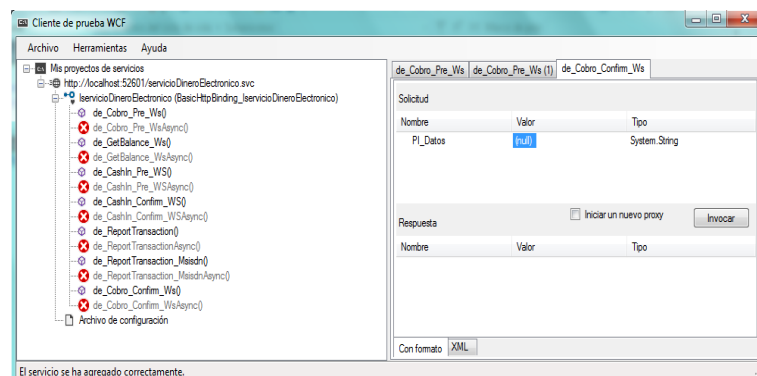 Cliente de prueba WCF
Archivo Herramientas Ayuda
Mis proyectos de servicios
http://localhost:52601/servicioDineroElectronico.svc
IservicioDineroElectronico (BasicHttpBinding_IservicioDineroElectronico)
de_Cobro_Pre_Ws()
de_Cobro_Pre_WsAsync()
de_GetBalance_Ws()
de_GetBalance_WsAsync()
de_CashIn_Pre_WS()
de_CashIn_Pre_WSAsync()
de_CashIn_Confirm_WS()
de_CashIn_Confirm_WSAsync()
de_ReportTransaction()
de_ReportTransactionAsync()
de_ReportTransaction_Msisdn()
de_ReportTransaction_MsisdnAsync()
de_Cobro_Confirm_Ws()
de_Cobro_Confirm_WsAsync()
Archivo de configuración
de_Cobro_Pre_Ws de_Cobro_Pre_Ws (1) de_Cobro_Confirm_Ws
Solicitud
Nombre Valor Tipo
PI_Datos (null) System.String
Respuesta Iniciar un nuevo proxy Invocar
Nombre Valor Tipo
Con formato XML
El servicio se ha agregado correctamente.